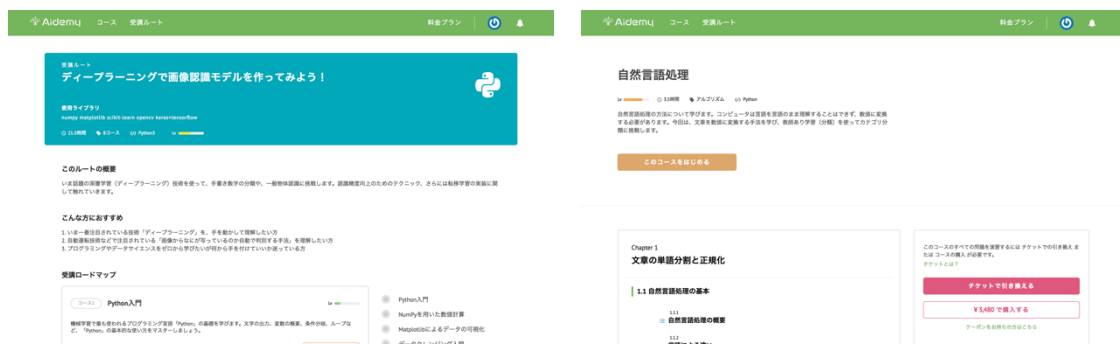 Aidemy コース 受講ルート 料金プラン
受講ルート
ディープラーニングで画像認識モデルを作ってみよう！
使用ライブラリ
numpy matplotlib scikit-learn opencv keras+tensorflow
Python3 Lv
このルートの概要
いま話題の深層学習（ディープラーニング）技術を使って、手書き数字の分類や、一般物体認識に挑戦します。認識精度向上のためのテクニック、さらには転移学習の実装に関
して触れていきます。
こんな方におすすめ
1. いま一番注目されている技術「ディープラーニング」を、手を動かして理解したい方
2. 自動運転技術などで注目されている「画像からなにが写っているのか自動で判別する手法」を理解したい方
3. プログラミングやデータサイエンスをゼロから学びたいが何から手を付けていいか迷っている方
受講ロードマップ
コース1 Python入門 Lv
機械学習で最も使われるプログラミング言語「Python」の基礎を学びます。文字の出力、変数の概要、条件分岐、ループな
ど、「Python」の基本的な使い方をマスターしましょう。
Python入門
NumPyを用いた数値計算
Matplotlibによるデータの可視化
データクレンジング入門
Aidemy コース 受講ルート 料金プラン
自然言語処理
Lv アルゴリズム Python
自然言語処理の方法について学びます。コンピュータは言語を言語のまま理解することはできず、数値に変換
する必要があります。今回は、文章を数値に変換する手法を学び、教師あり学習（分類）を使ってカテゴリ分
類に挑戦します。
このコースをはじめる
Chapter 1
文章の単語分割と正規化
1.1 自然言語処理の基本
1.1.1
自然言語処理の概要
1.1.2
このコースのすべての問題を演習するには チケットでの引き換え ま
たは コースの購入 が必要です。
チケットとは？
チケットで引き換える
¥3,480 で購入する
クーポンをお持ちの方はこちら